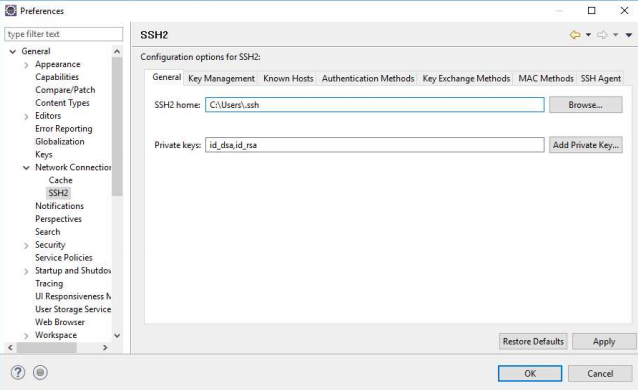 Preferences
type filter text
General
Appearance
Capabilities
Compare/Patch
Content Types
Editors
Error Reporting
Globalization
Keys
Network Connection
Cache
SSH2
Notifications
Perspectives
Search
Security
Service Policies
Startup and Shutdov
Tracing
UI Responsiveness M
User Storage Service
Web Browser
Workspace
SSH2
Configuration options for SSH2:
General Key Management Known Hosts Authentication Methods Key Exchange Methods MAC Methods SSH Agent
SSH2 home: C:\Users\.ssh Browse...
Private keys: id_dsa,id_rsa Add Private Key...
Restore Defaults Apply
OK Cancel